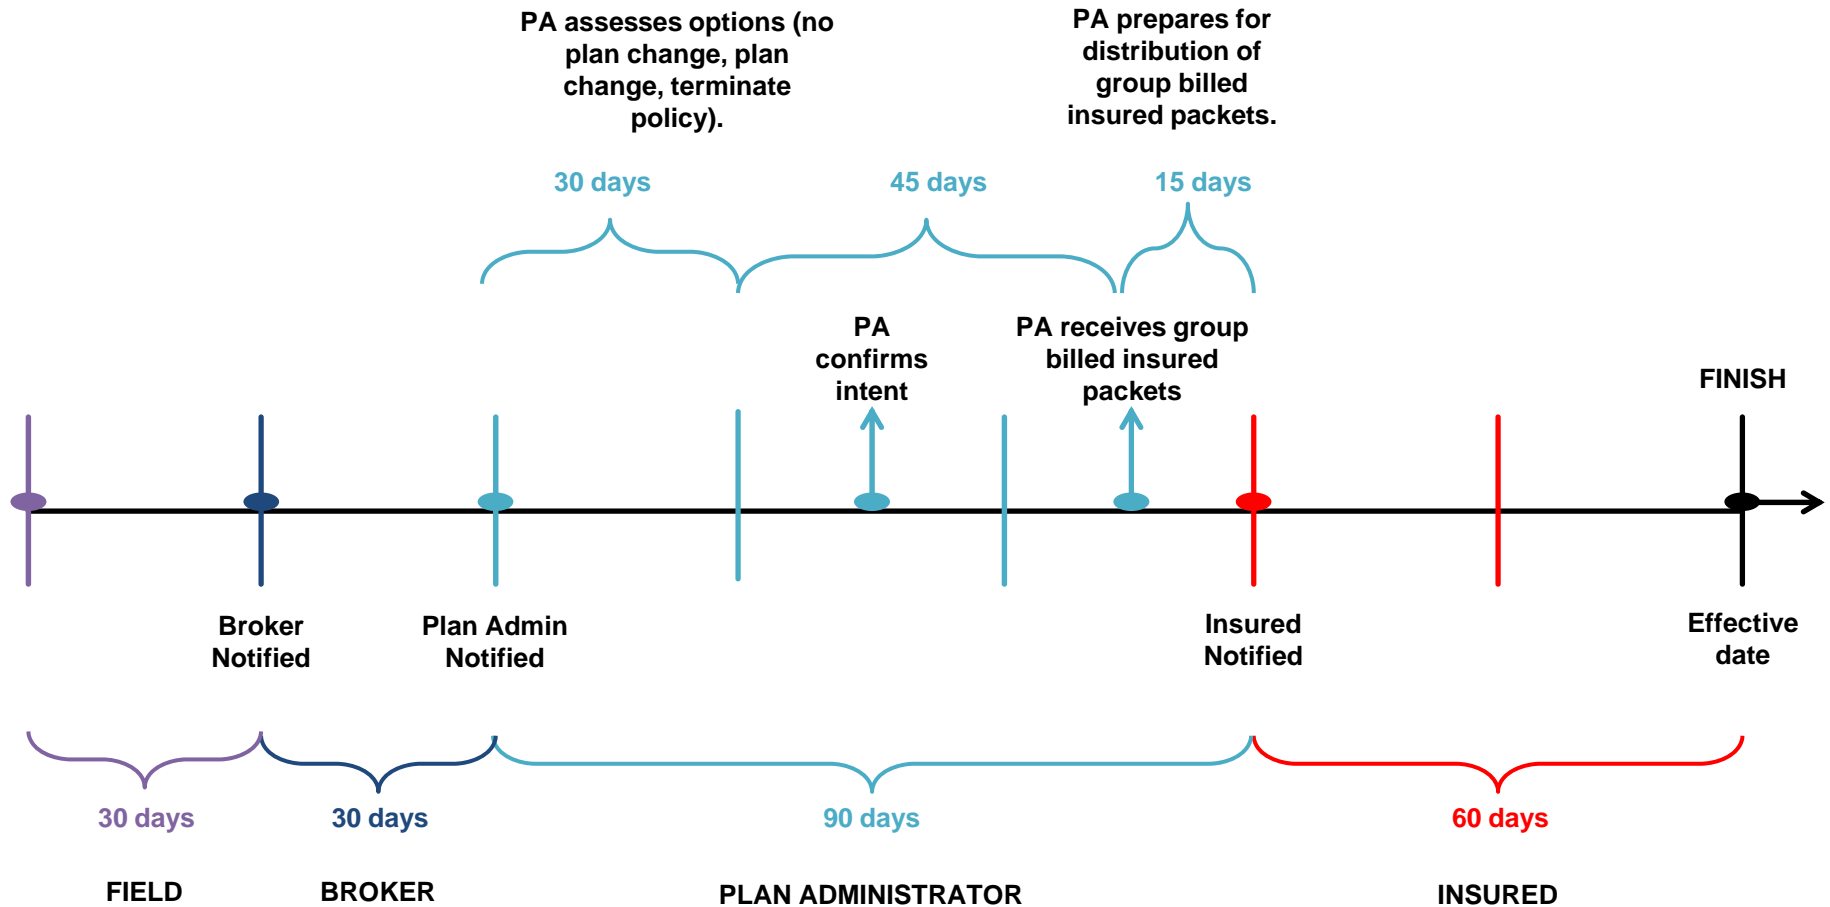 PA assesses options (no
plan change, plan
change, terminate
policy).
PA prepares for
distribution of
group billed
insured packets.
30 days
45 days
15 days
PA
confirms
intent
PA receives group
billed insured
packets
FINISH
Broker
Notified
Plan Admin
Notified
Insured
Notified
Effective
date
30 days
30 days
90 days
60 days
FIELD
BROKER
PLAN ADMINISTRATOR
INSURED